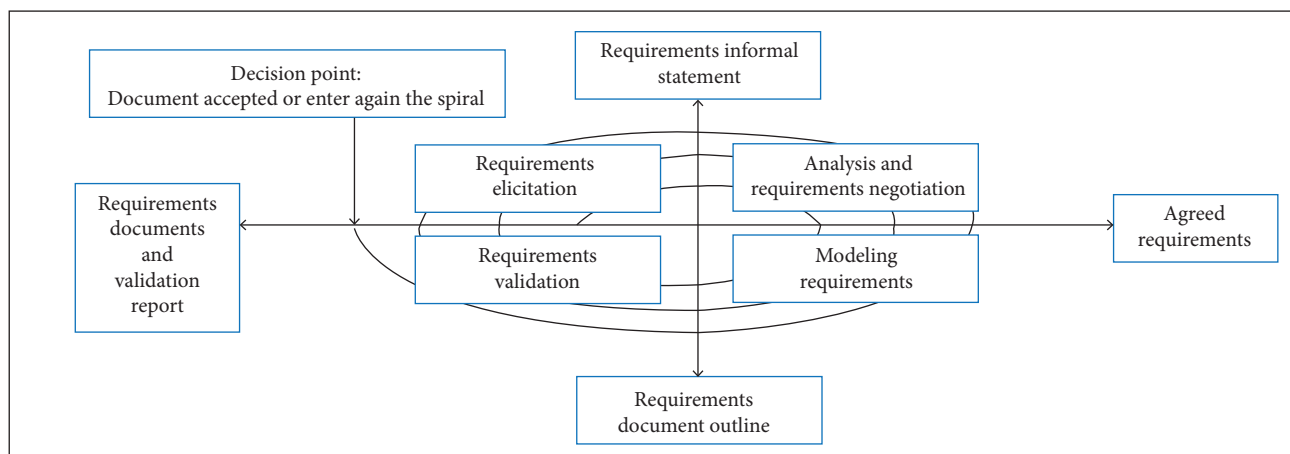 Requirements informal
statement
Decision point:
Document accepted or enter again the spiral
Requirements
elicitation
Analysis and
requirements negotiation
Requirements
documents
and
validation
report
Agreed
requirements
Requirements
validation
Modeling
requirements
Requirements
document outline